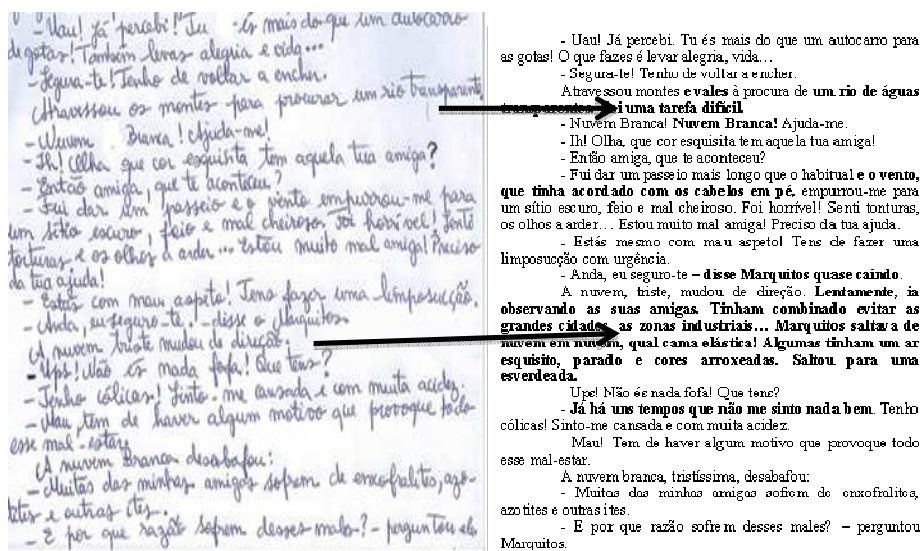 - Uau! Já percebi! Tu és mais do que um autocarro
de gotas! Também levas alegria e vida...
- Segura-te! Tenho de voltar a encher.
Atravessou os montes para procurar um rio transparente.
- Nuvem Branca! Ajuda-me!
- Ih! Olha que cor esquisita tem aquela tua amiga?
- Então amiga, que te aconteceu?
- Fui dar um passeio e o vento empurrou-me para
um sítio escuro, feio e mal cheiroso. Foi horrível! Senti
tonturas e os olhos a arder... Estou muito mal amiga! Preciso
da tua ajuda!
- Estás com mau aspeto! Tens fazer uma limposucção.
- Anda, eu seguro-te. - disse o Marquitos.
A nuvem triste mudou de direção.
- Ups! Não és nada fofa! Que tens?
- Tenho cólicas! Sinto-me cansada e com muita acidez.
- Mau, tem de haver algum motivo que provoque todo
esse mal-estar.
A nuvem Branca desabafou:
- Muitas das minhas amigas sofrem de enxofralites, azo-
tites e outras ites.
- E por que razão sofrem desses males? - perguntou ele
- Uau! Já percebi. Tu és mais do que um autocarro para
as gotas! O que fazes é levar alegria, vida...
- Segura-te! Tenho de voltar a encher.
Atravessou montes e vales à procura de um rio de águas
transparentes. Foi uma tarefa difícil.
- Nuvem Branca! Nuvem Branca! Ajuda-me.
- Ih! Olha, que cor esquisita tem aquela tua amiga!
- Então amiga, que te aconteceu?
- Fui dar um passeio mais longo que o habitual e o vento,
que tinha acordado com os cabelos em pé, empurrou-me para
um sítio escuro, feio e mal cheiroso. Foi horrível! Senti tonturas,
os olhos a arder... Estou muito mal amiga! Preciso da tua ajuda.
- Estás mesmo com mau aspeto! Tens de fazer uma
limposucção com urgência.
- Anda, eu seguro-te – disse Marquitos quase caindo.
A nuvem, triste, mudou de direção. Lentamente, ia
observando as suas amigas. Tinham combinado evitar as
grandes cidades, as zonas industriais... Marquitos saltava de
nuvem em nuvem, qual cama elástica! Algumas tinham um ar
esquisito, parado e cores arroxeadas. Saltou para uma
esverdeada.
Ups! Não és nada fofa! Que tens?
- Já há uns tempos que não me sinto nada bem. Tenho
cólicas! Sinto-me cansada e com muita acidez.
Mau! Tem de haver algum motivo que provoque todo
esse mal-estar.
A nuvem branca, tristíssima, desabafou:
- Muitas das minhas amigas sofrem de enxofralites,
azotites e outras ites.
- E por que razão sofrem desses males? – perguntou
Marquitos.